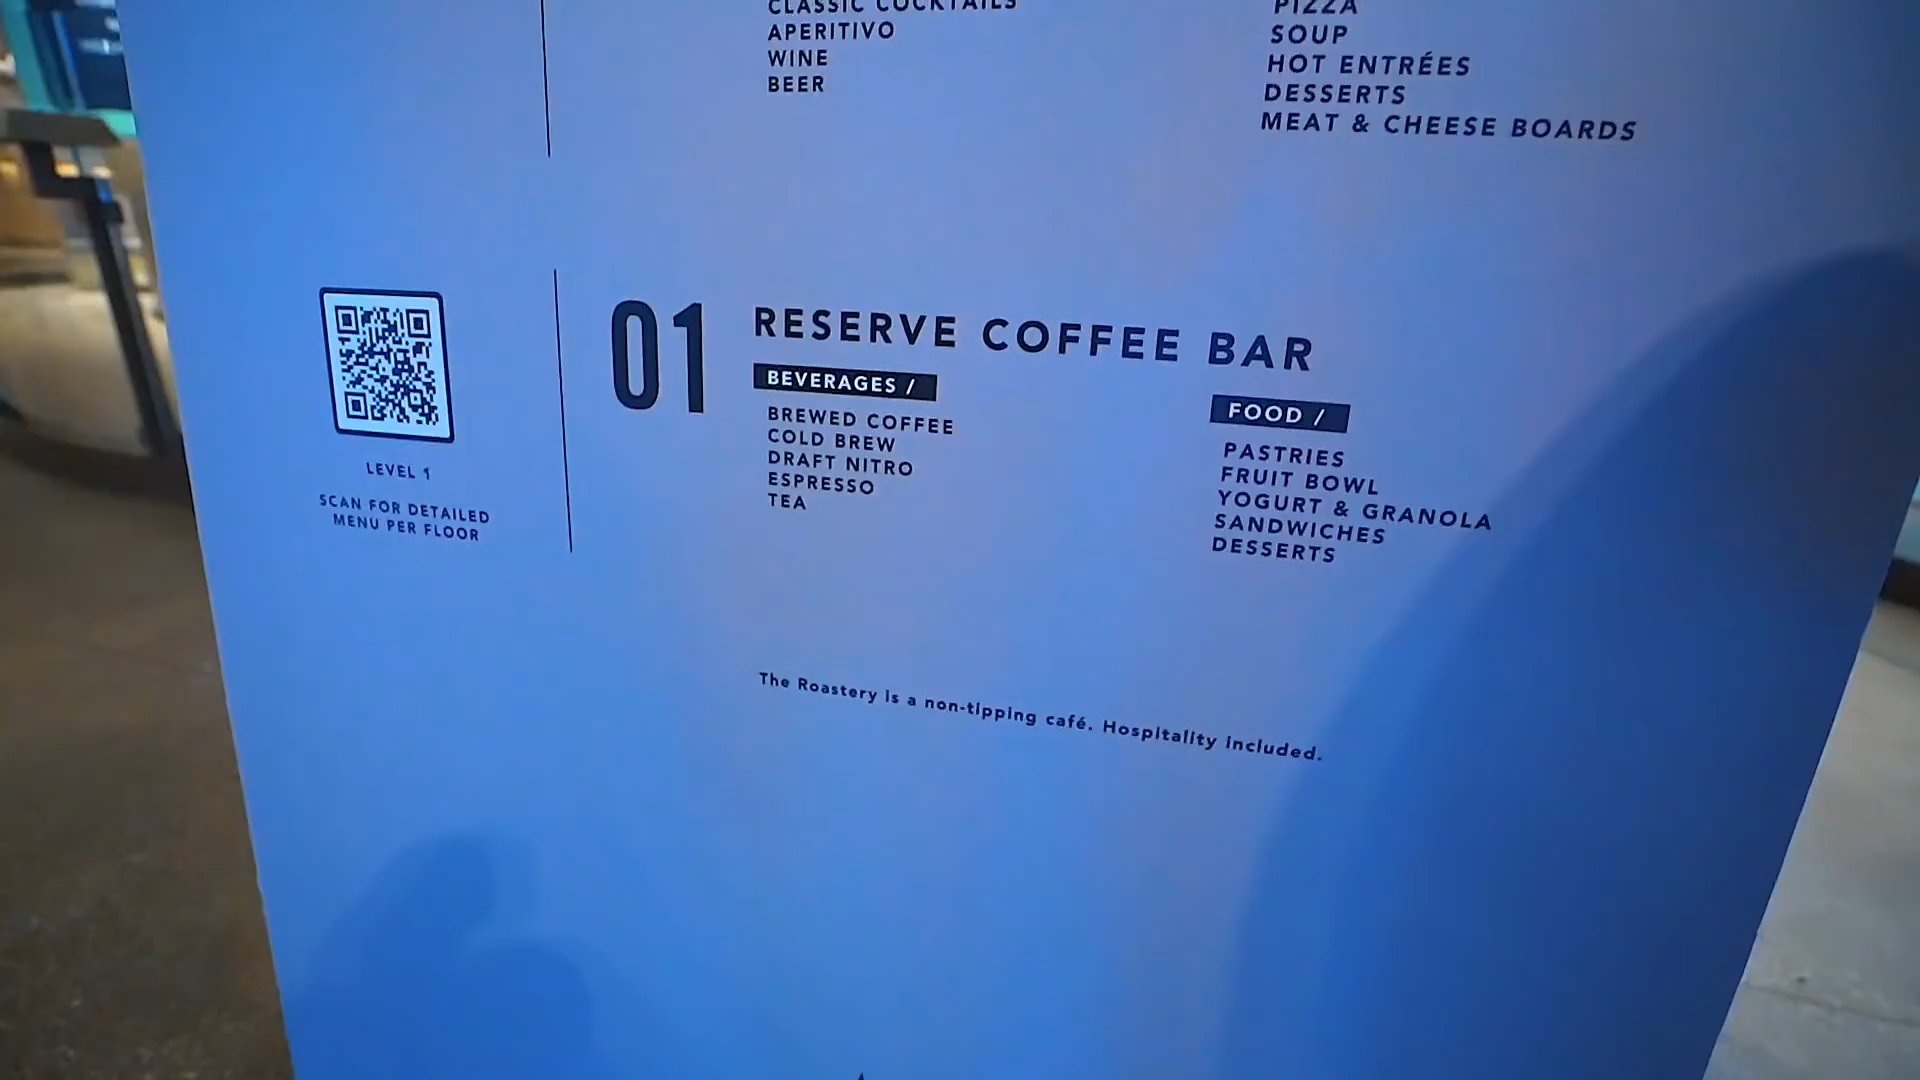 CLASSIC COCKTAILS
APERITIVO
WINE
BEER
PIZZA
SOUP
HOT ENTRÉES
DESSERTS
MEAT & CHEESE BOARDS
LEVEL 1
SCAN FOR DETAILED
MENU PER FLOOR
01
RESERVE COFFEE BAR
BEVERAGES /
BREWED COFFEE
COLD BREW
DRAFT NITRO
ESPRESSO
TEA
FOOD /
PASTRIES
FRUIT BOWL
YOGURT & GRANOLA
SANDWICHES
DESSERTS
The Roastery is a non-tipping café. Hospitality included.